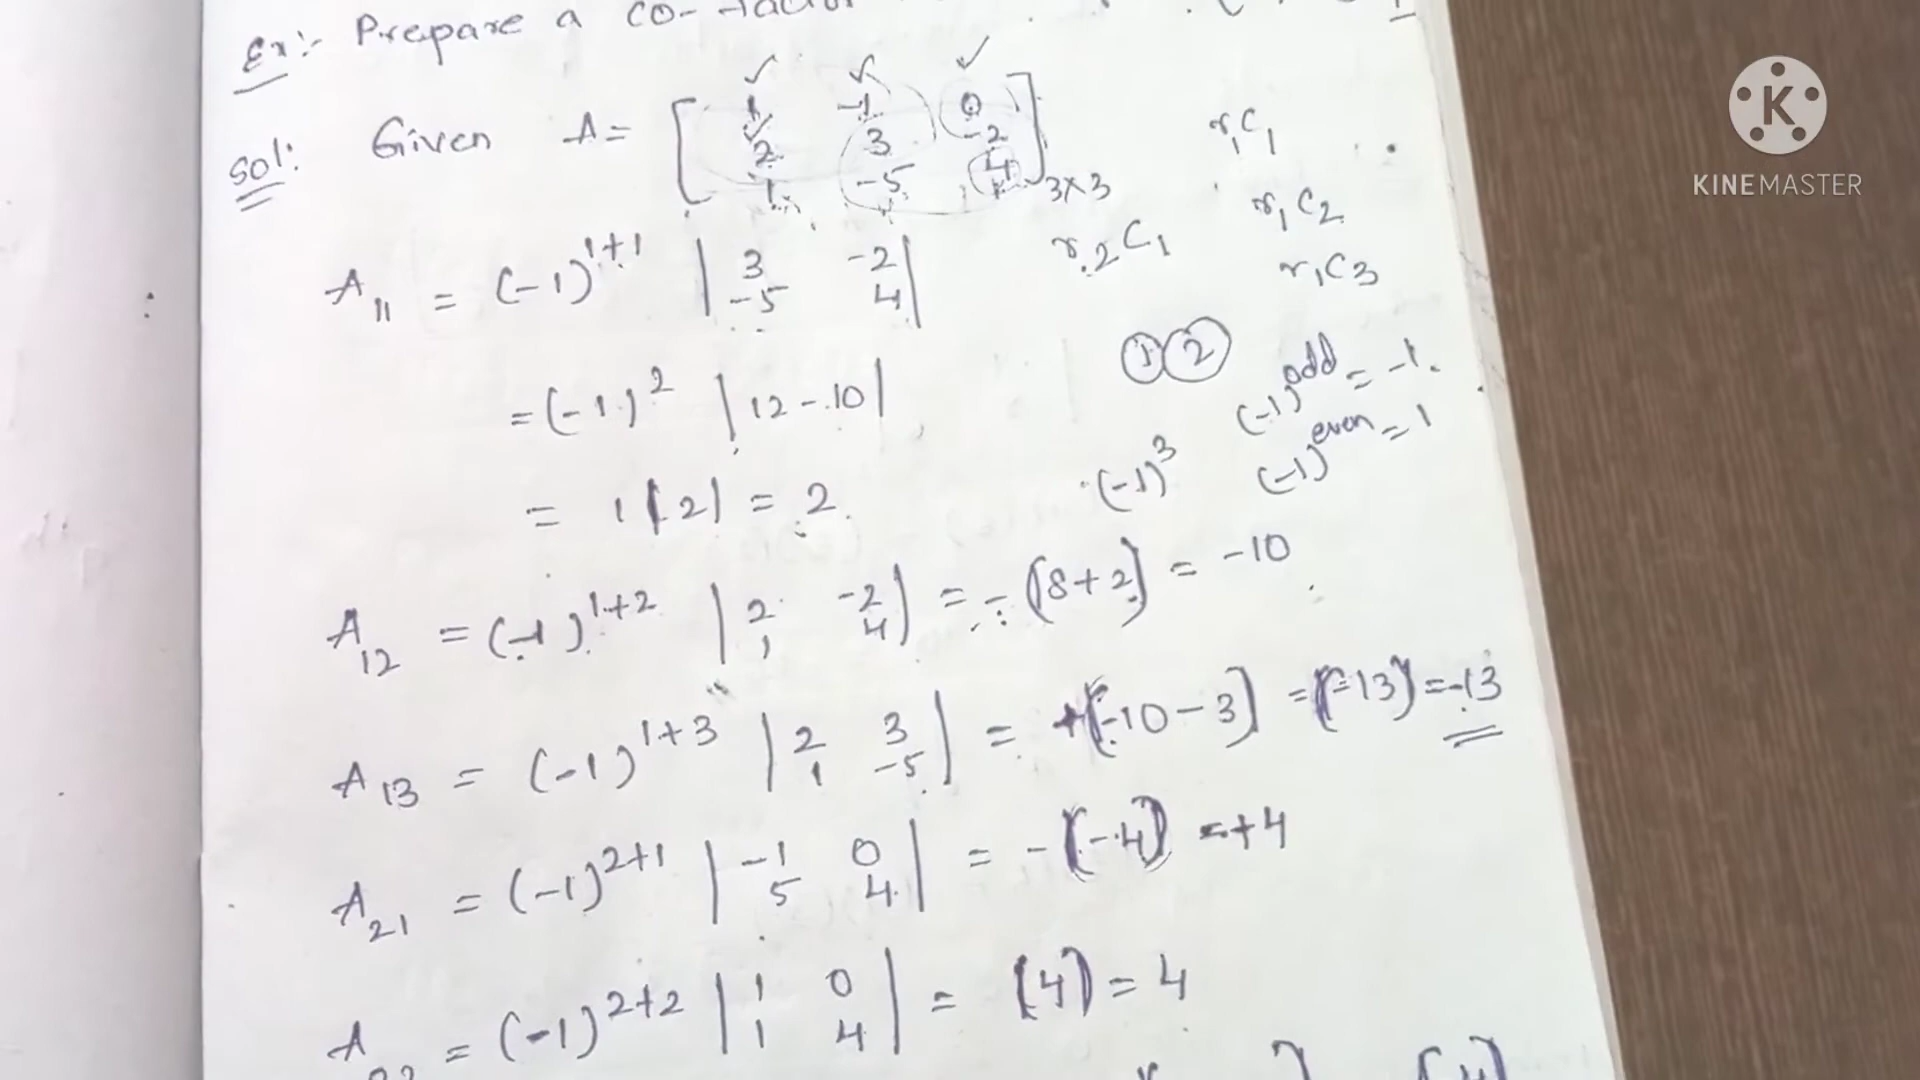 Ex:- Prepare a co-factor
Sol: Given A = [ 1 -1 0
2 3 -2
1 -5 4 ] 3×3
r1C1
r1C2
r2C1
r1C3
A11 = (-1)^1+1 | 3 -2
-5 4 |
= (-1)^2 | 12 - 10 |
= 1 | 2 | = 2
① ②
(-1)^odd = -1.
(-1)^even = 1
(-1)^3
A12 = (-1)^1+2 | 2 -2
1 4 | = - (8+2) = -10
A13 = (-1)^1+3 | 2 3
1 -5 | = +(-10-3) = (-13) = -13
A21 = (-1)^2+1 | -1 0
5 4 | = - (-4) = +4
A22 = (-1)^2+2 | 1 0
1 4 | = (4) = 4
K
KINEMASTER